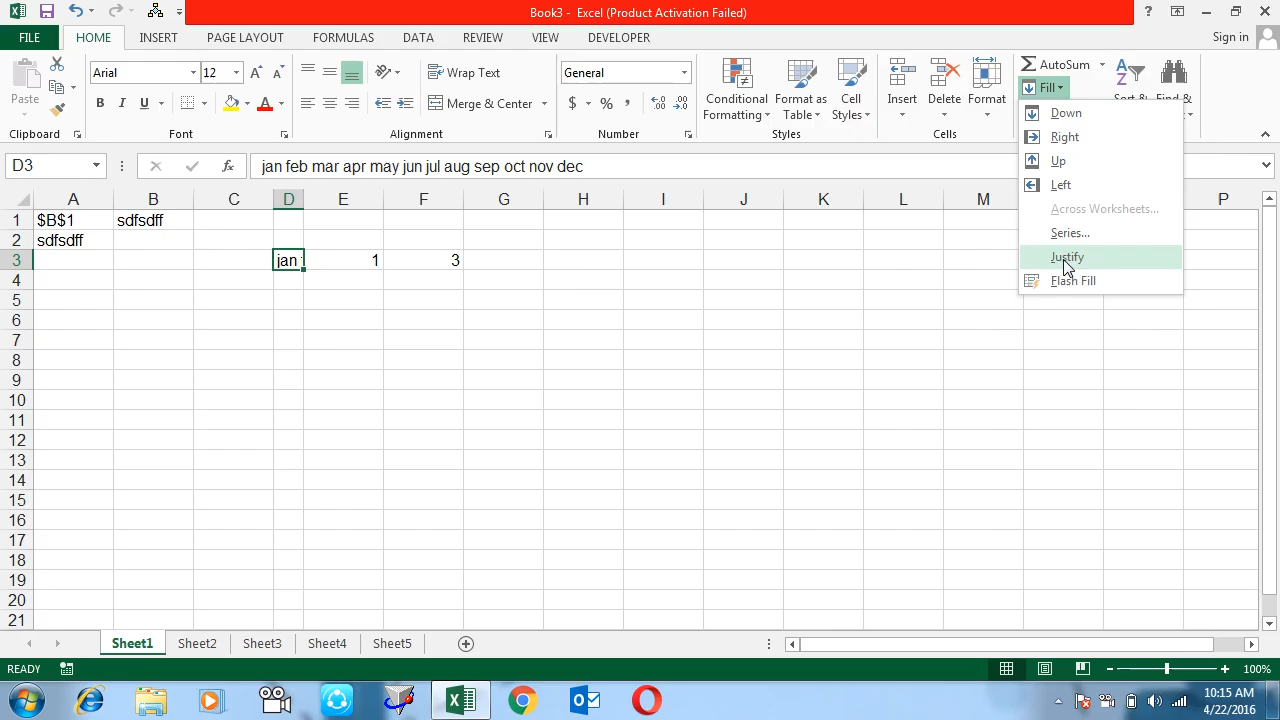 Book3 - Excel (Product Activation Failed)
FILE HOME INSERT PAGE LAYOUT FORMULAS DATA REVIEW VIEW DEVELOPER Sign in
Paste
Clipboard
Arial 12
B I U
Font
Wrap Text
Merge & Center
Alignment
General
$ % ,
Number
Conditional Formatting
Format as Table
Cell Styles
Styles
Insert Delete Format
Cells
AutoSum
Fill
Sort & Find &
Down
Right
Up
Left
Across Worksheets...
Series...
Justify
Flash Fill
D3 fx jan feb mar apr may jun jul aug sep oct nov dec
A B C D E F G H I J K L M P
1 $B$1 sdfsdff
2 sdfsdff
3 jan 1 3
4
5
6
7
8
9
10
11
12
13
14
15
16
17
18
19
20
21
Sheet1 Sheet2 Sheet3 Sheet4 Sheet5
READY 100%
10:15 AM
4/22/2016